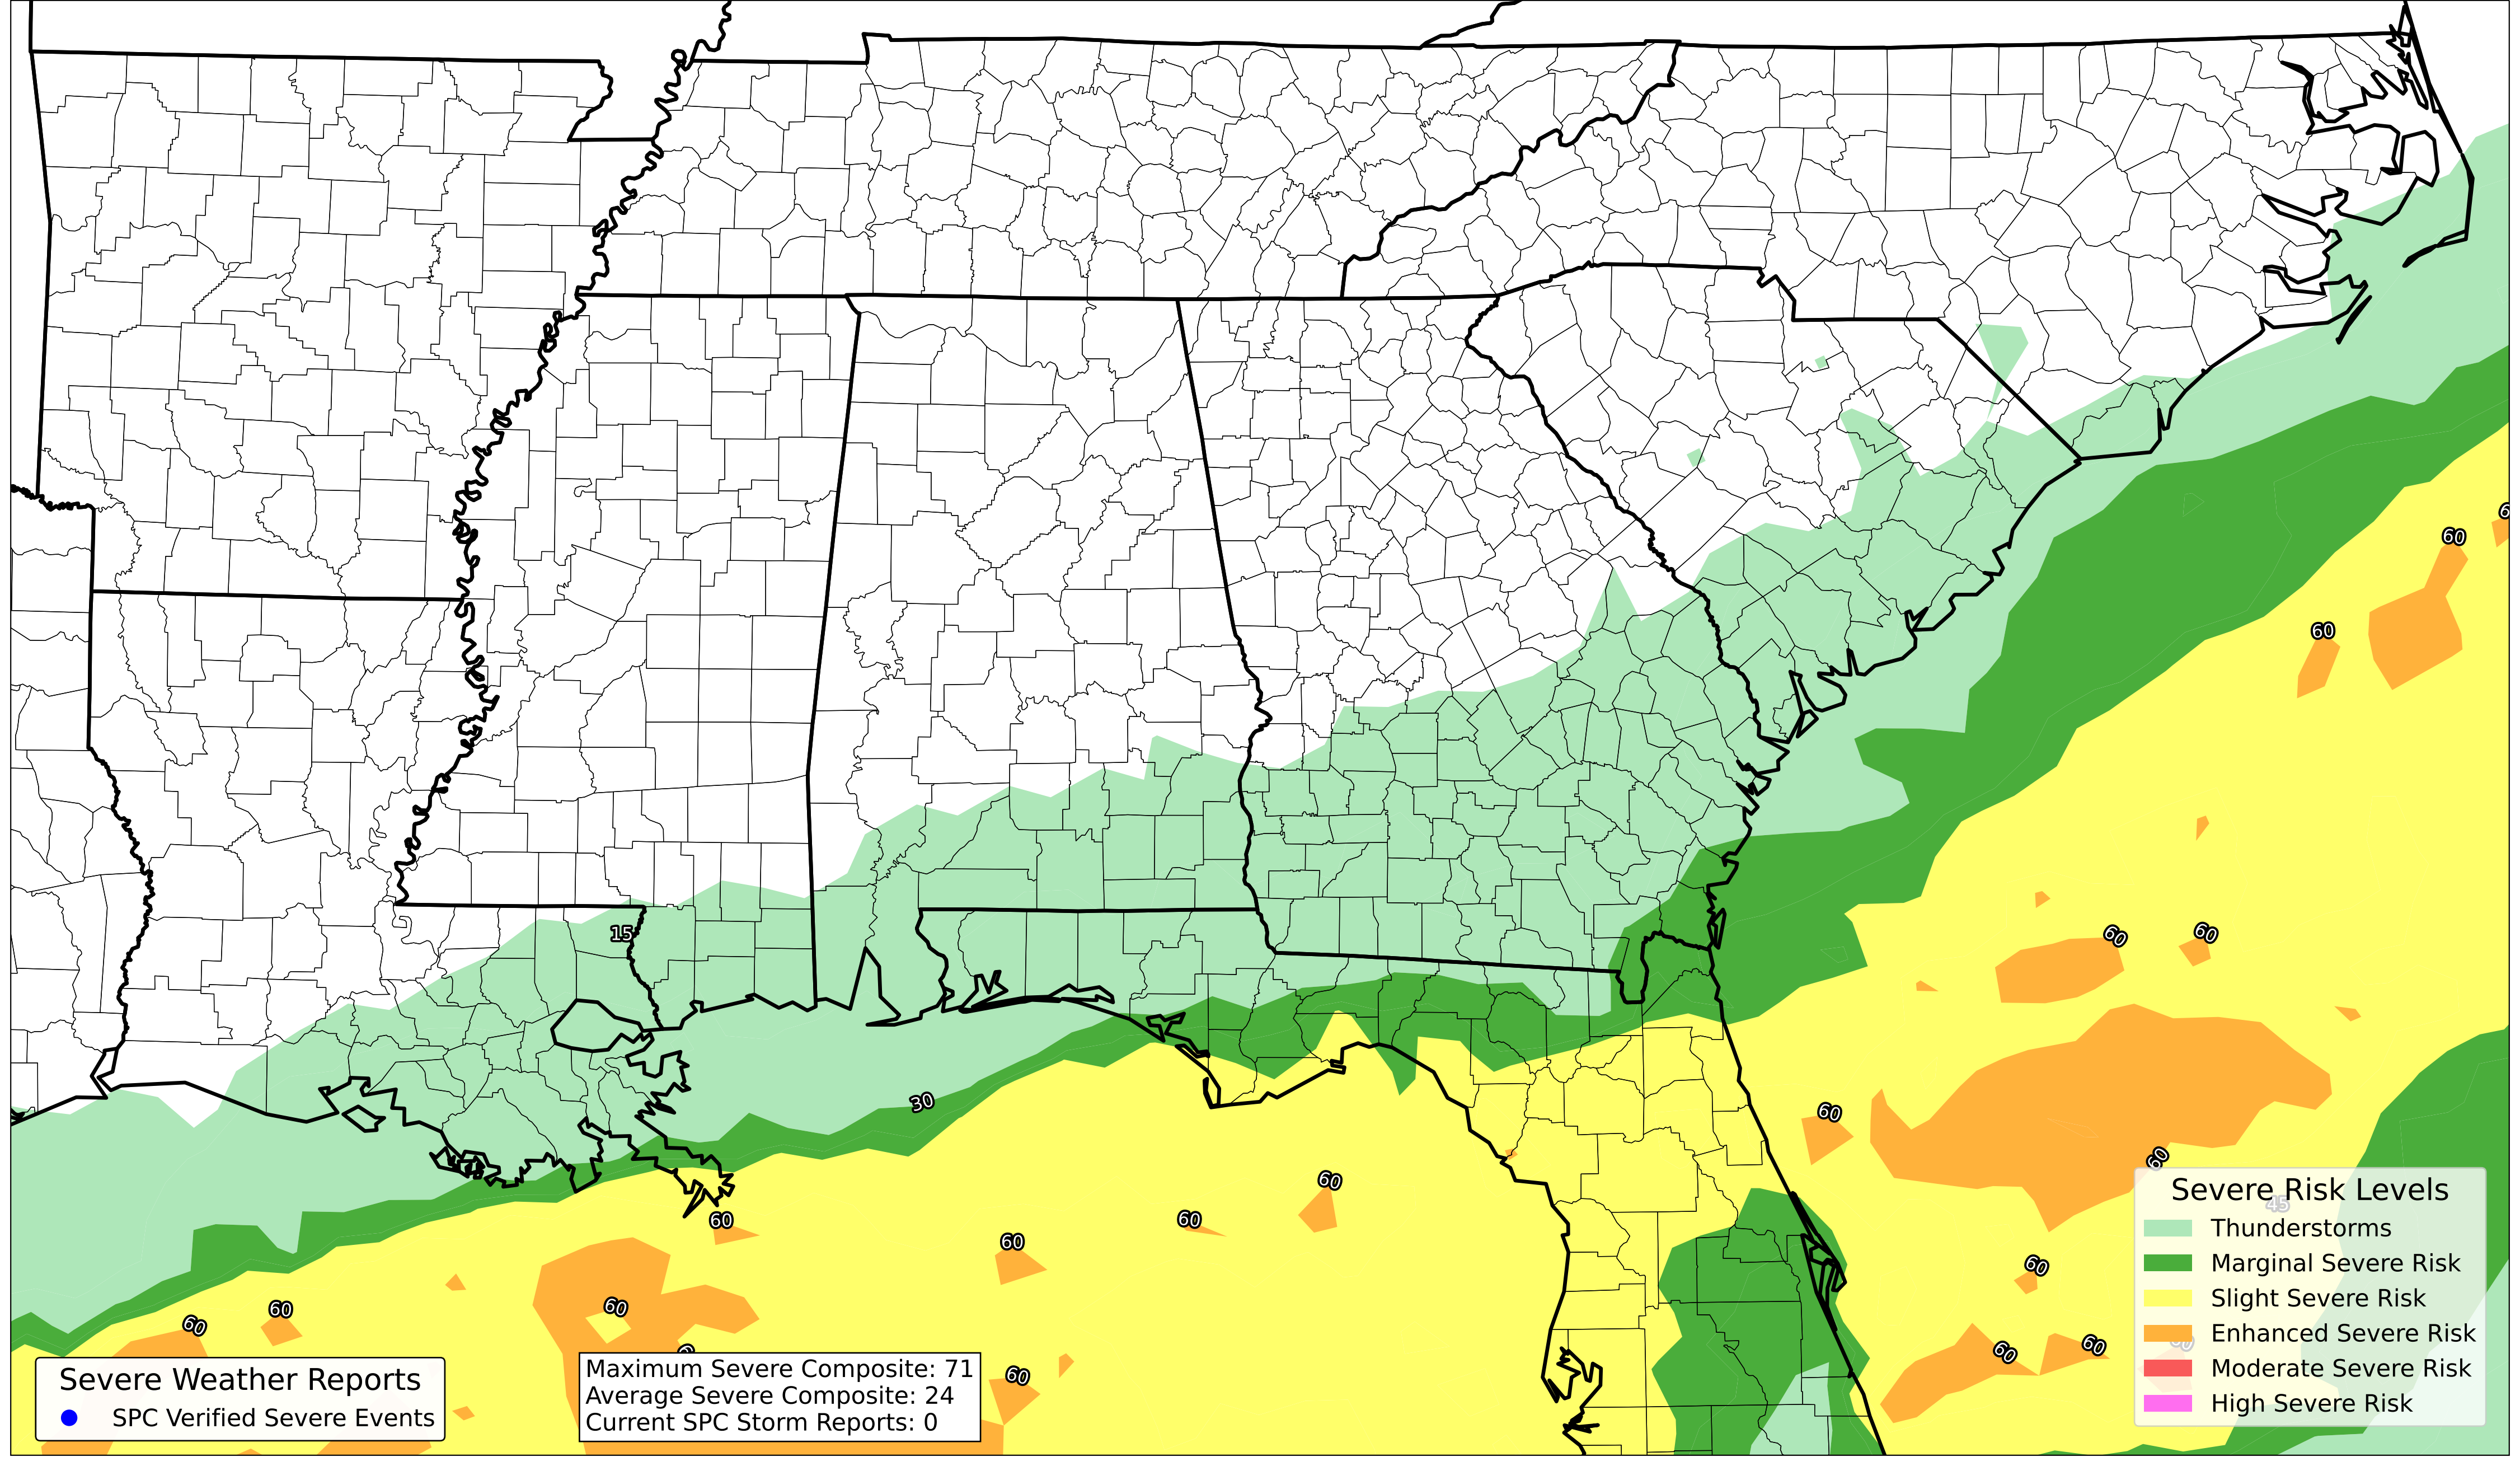 6
60
60
15
60
60
30
60
60
60
60
60
45
60
60
60
60
60
60
60
60
Severe Risk Levels
Thunderstorms
Marginal Severe Risk
Slight Severe Risk
Enhanced Severe Risk
Moderate Severe Risk
High Severe Risk
Severe Weather Reports
SPC Verified Severe Events
Maximum Severe Composite: 71
Average Severe Composite: 24
Current SPC Storm Reports: 0